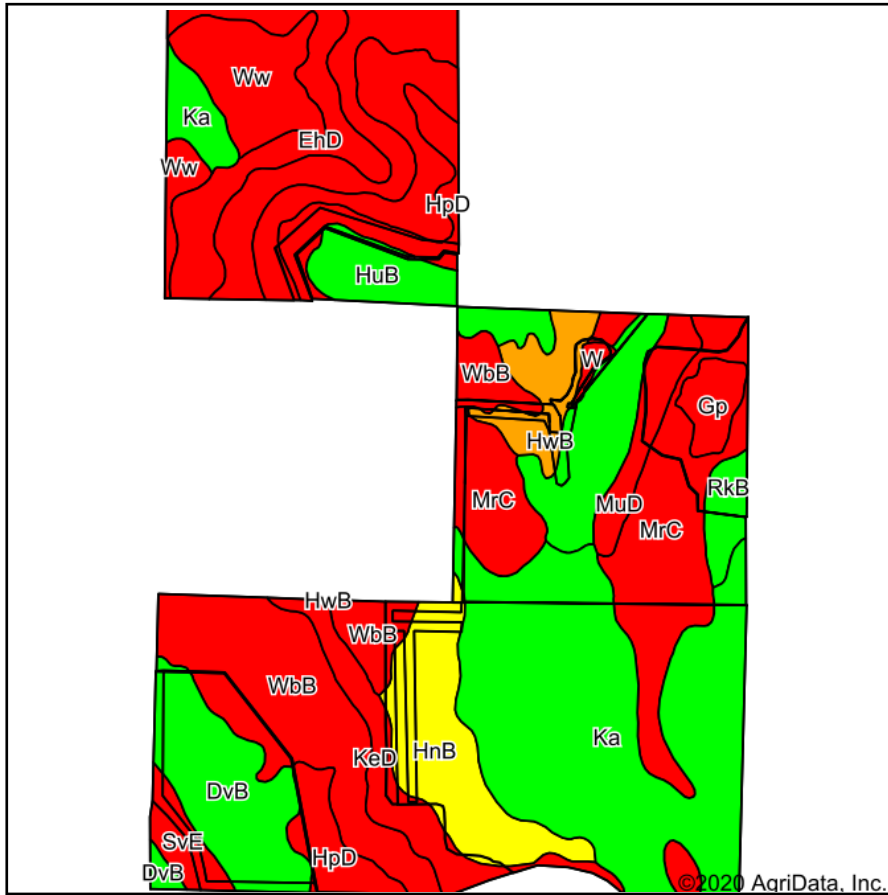 Ww
Ka
EhD
Ww
HpD
HuB
W
WbB
Gp
HwB
RkB
MrC
MuD
MrC
HwB
WbB
WbB
Ka
KeD
HnB
DvB
SvE
HpD
DvB
©2020 AgriData, Inc.